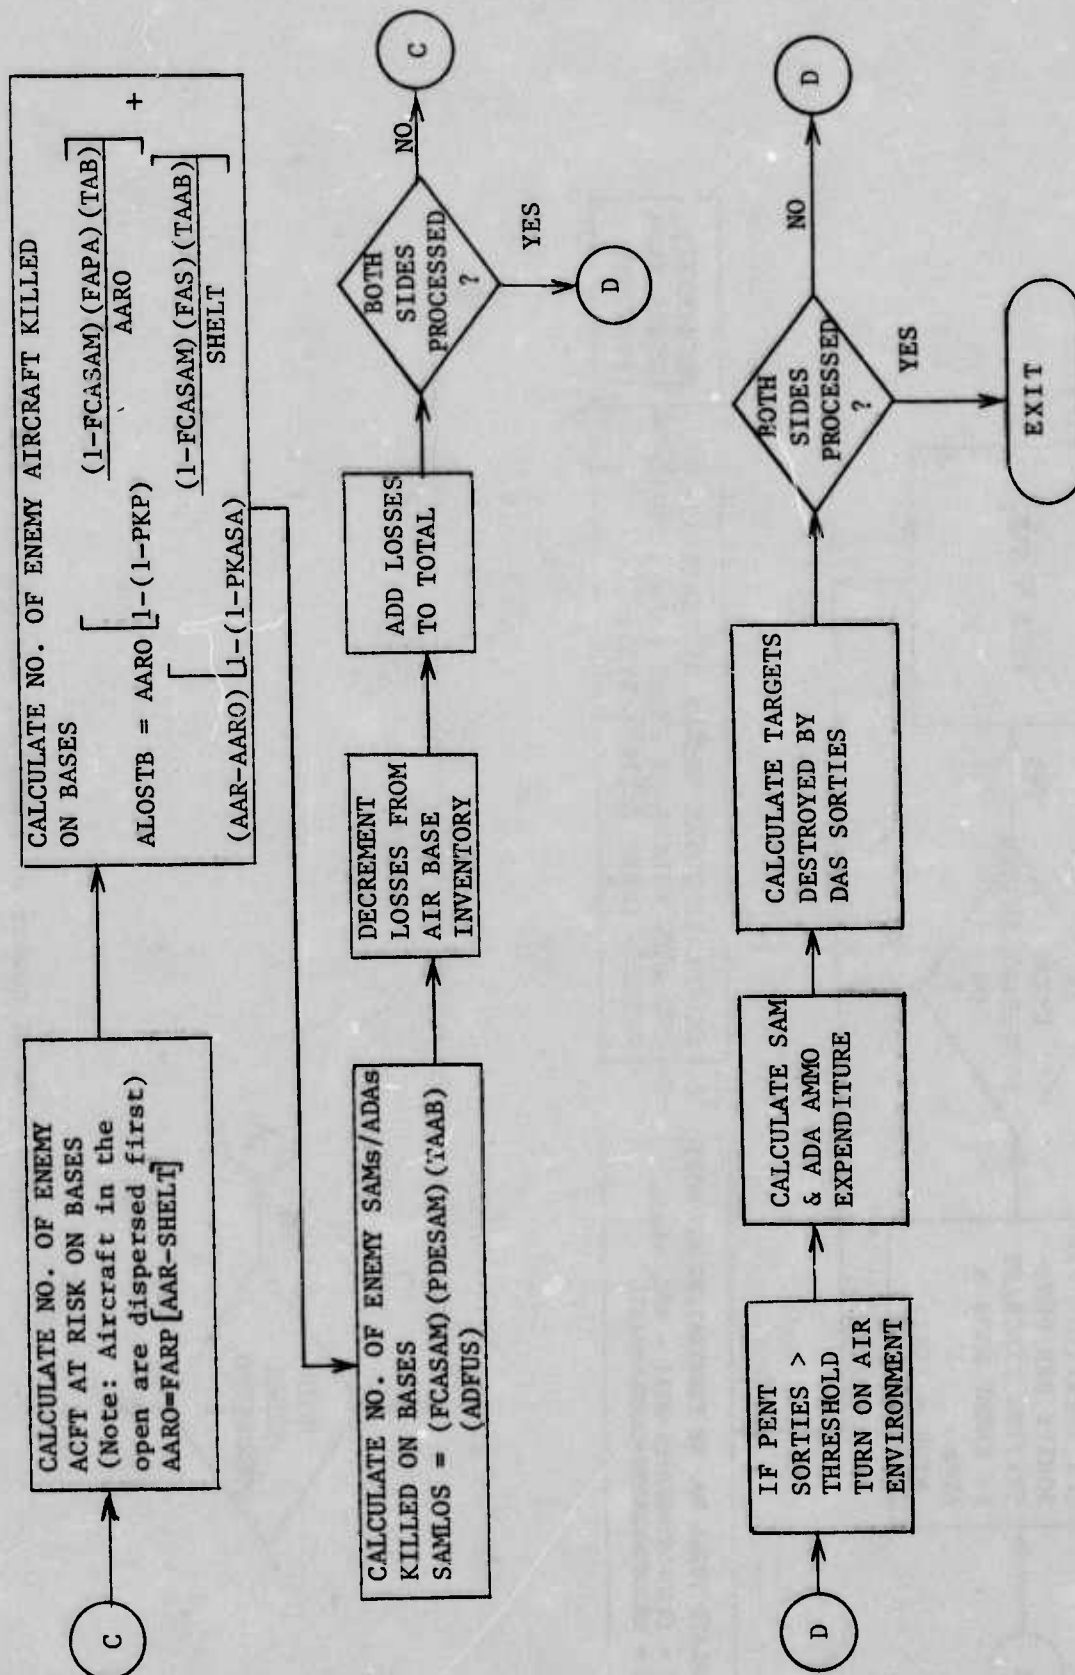 C
CALCULATE NO. OF ENEMY
ACFT AT RISK ON BASES
(Note: Aircraft in the
open are dispersed first)
AARO=FARP[AAR-SHELT]
CALCULATE NO. OF ENEMY AIRCRAFT KILLED
ON BASES
(1-FCASAM)(FAPA)(TAB)
AARO
ALOSTB = AARO[1-(1-PKP) ] +
(1-FCASAM)(FAS)(TAAB)
SHELT
(AAR-AARO)[1-(1-PKASA) ]
CALCULATE NO. OF ENEMY SAMs/ADAs
KILLED ON BASES
SAMLOS = (FCASAM)(PDESAM)(TAAB)
(ADFUS)
DECREMENT
LOSSES FROM
AIR BASE
INVENTORY
ADD LOSSES
TO TOTAL
BOTH
SIDES
PROCESSED
?
NO
C
YES
D
D
IF PENT
SORTIES >
THRESHOLD
TURN ON AIR
ENVIRONMENT
CALCULATE SAM
& ADA AMMO
EXPENDITURE
CALCULATE TARGETS
DESTROYED BY
DAS SORTIES
BOTH
SIDES
PROCESSED
?
NO
D
YES
EXIT